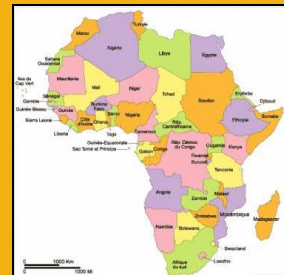 Tunisie
Maroc
Algérie
Libye
Egypte
Sahara
Occidental
Iles du
Cap Vert
Mauritanie
Mali
Niger
Tchad
Soudan
Erythrée
Djibouti
Sénégal
Gambie
Guinée-Bissau
Guinée
Burkina
Faso
Bénin
Nigeria
Ethiopie
Somalie
Sierra Leone
Côte
d'Ivoire
Ghana
Liberia
Togo
Cameroun
Rép.
Centrafricaine
Guinée-Equatoriale
Sao Tomé et Principe
Gabon
Congo
Rép. Démocr.
du Congo
Ouganda
Kenya
Rwanda
Burundi
Tanzanie
Angola
Zambie
Malawi
Mozambique
Zimbabwe
Madagascar
Namibie
Botswana
Swaziland
Lesotho
Afrique
du sud
0 1000 Km
0 1000 Mi